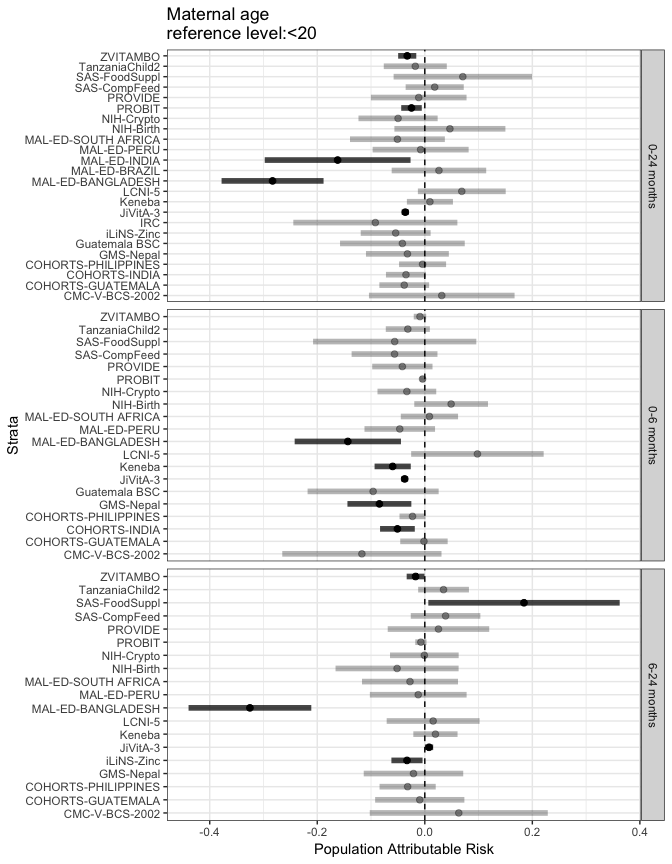 Maternal age
reference level:<20
Strata
ZVITAMBO
TanzaniaChild2
SAS-FoodSuppl
SAS-CompFeed
PROVIDE
PROBIT
NIH-Crypto
NIH-Birth
MAL-ED-SOUTH AFRICA
MAL-ED-PERU
MAL-ED-INDIA
MAL-ED-BRAZIL
MAL-ED-BANGLADESH
LCNI-5
Keneba
JiVitA-3
IRC
iLiNS-Zinc
Guatemala BSC
GMS-Nepal
COHORTS-PHILIPPINES
COHORTS-INDIA
COHORTS-GUATEMALA
CMC-V-BCS-2002
0-24 months
ZVITAMBO
TanzaniaChild2
SAS-FoodSuppl
SAS-CompFeed
PROVIDE
PROBIT
NIH-Crypto
NIH-Birth
MAL-ED-SOUTH AFRICA
MAL-ED-PERU
MAL-ED-BANGLADESH
LCNI-5
Keneba
JiVitA-3
Guatemala BSC
GMS-Nepal
COHORTS-PHILIPPINES
COHORTS-INDIA
COHORTS-GUATEMALA
CMC-V-BCS-2002
0-6 months
ZVITAMBO
TanzaniaChild2
SAS-FoodSuppl
SAS-CompFeed
PROVIDE
PROBIT
NIH-Crypto
NIH-Birth
MAL-ED-SOUTH AFRICA
MAL-ED-PERU
MAL-ED-BANGLADESH
LCNI-5
Keneba
JiVitA-3
iLiNS-Zinc
GMS-Nepal
COHORTS-PHILIPPINES
COHORTS-GUATEMALA
CMC-V-BCS-2002
6-24 months
-0.4 -0.2 0.0 0.2 0.4
Population Attributable Risk